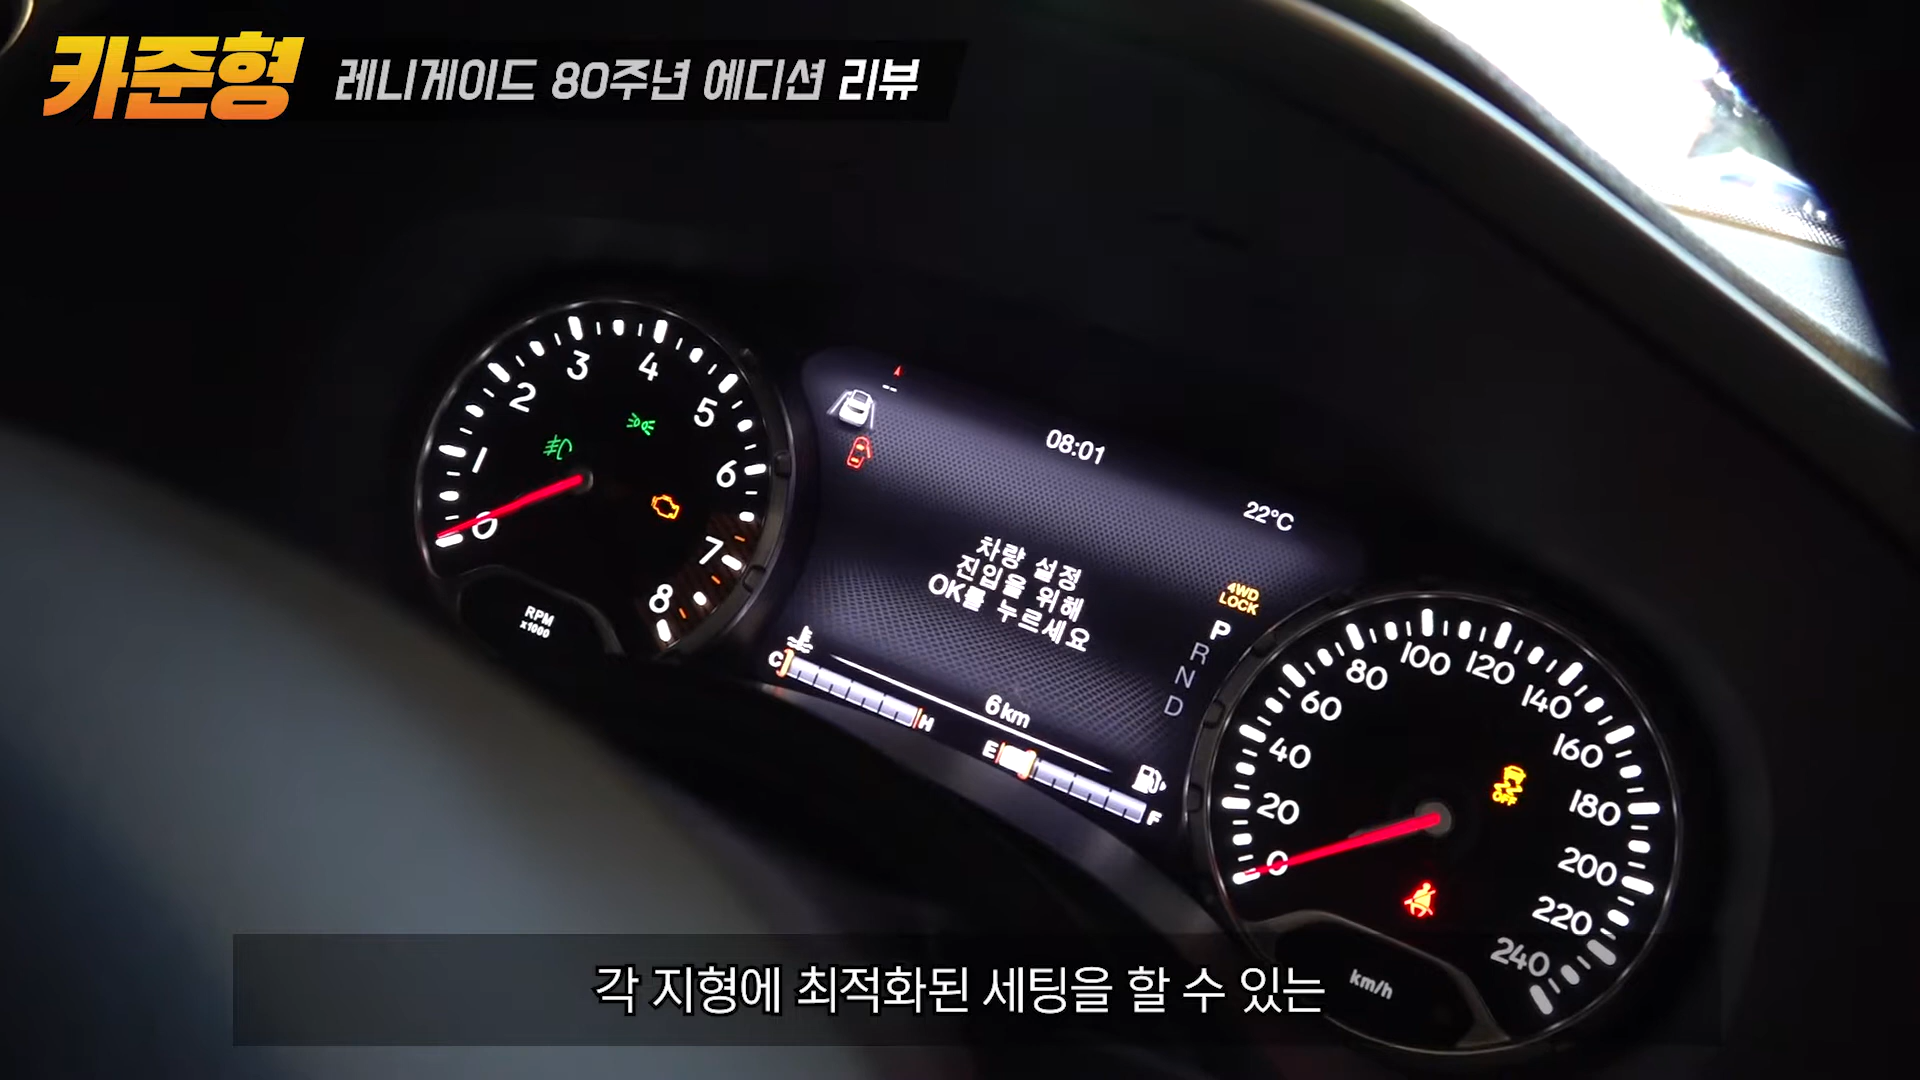 카준형
레니게이드 80주년 에디션 리뷰
0 1 2 3 4 5 6 7 8
RPM
x1000
--
08:01
22°C
차량 설정
진입을 위해
OK를 누르세요
4WD
LOCK
P
R
N
D
C H
6 km
E F
0 20 40 60 80 100 120 140 160 180 200 220 240
OFF
km/h
각 지형에 최적화된 세팅을 할 수 있는